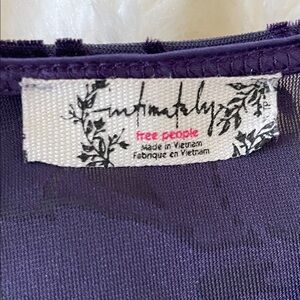 intimately
free people
Made in Vietnam
Fabriqué en Vietnam